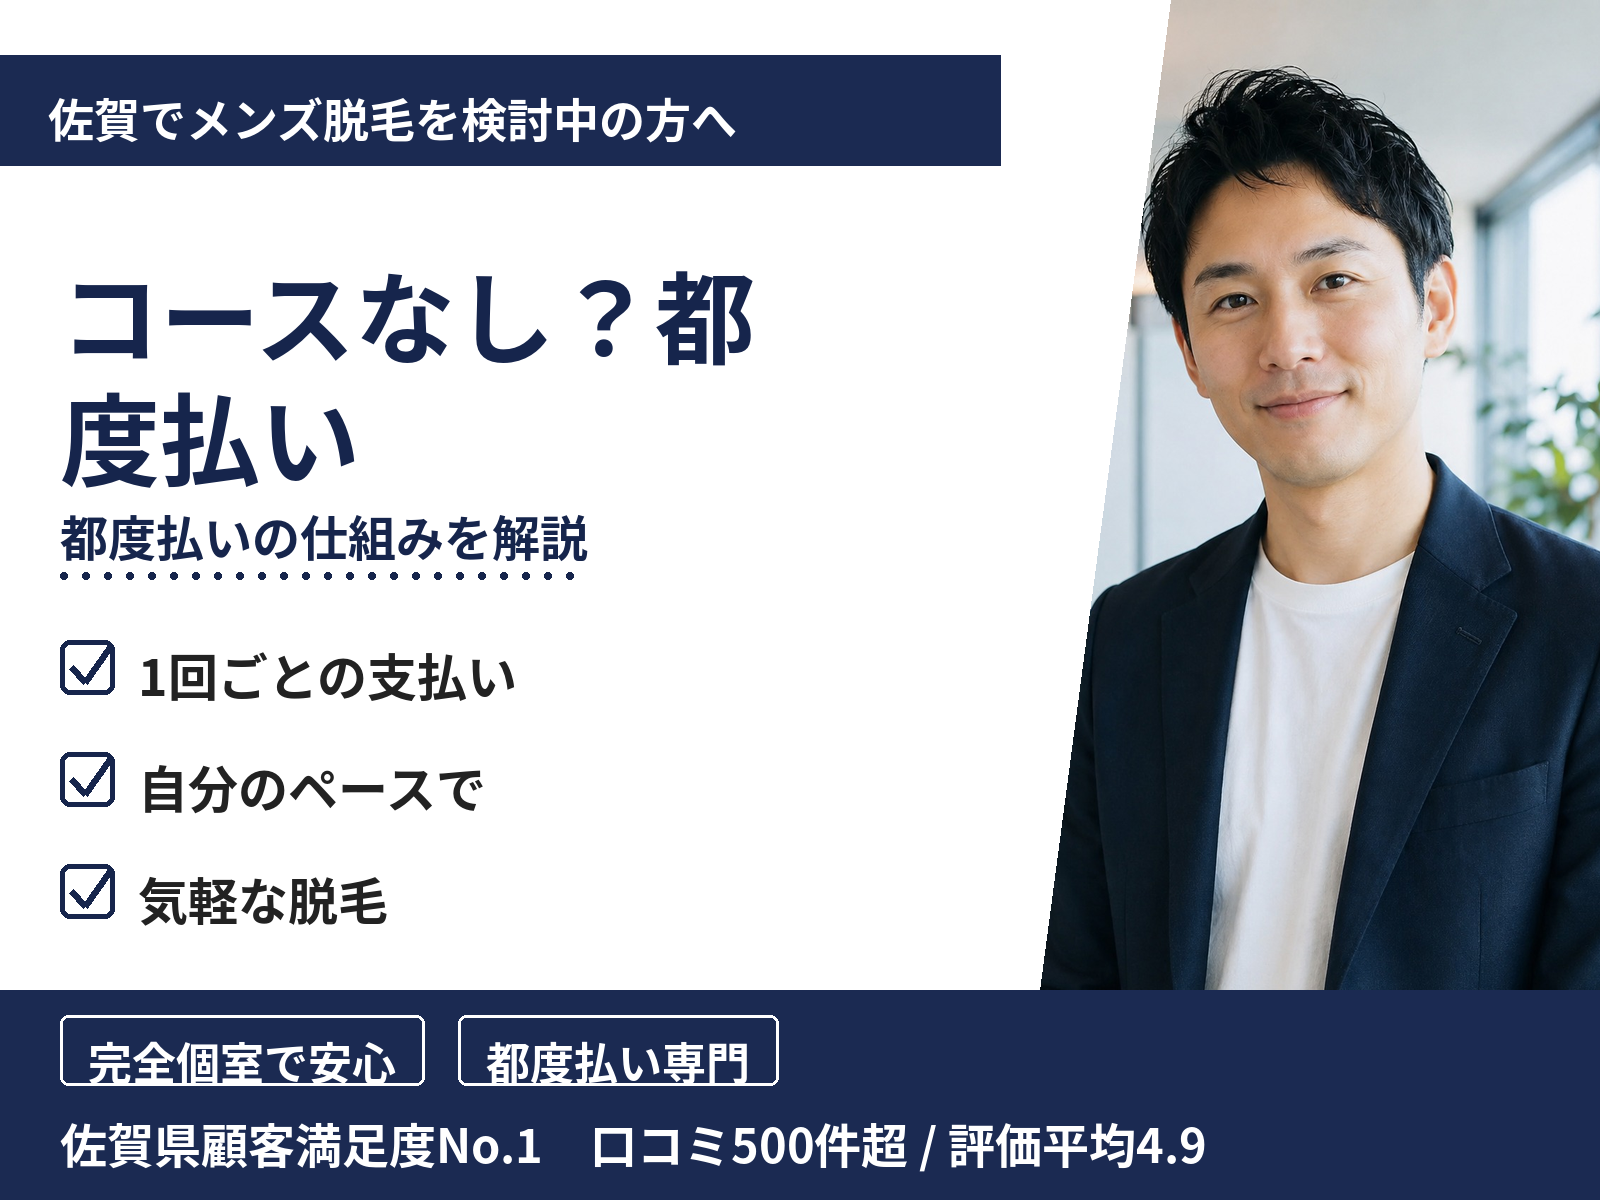 佐賀でメンズ脱毛を検討中の方へ
コースなし？都
度払い
都度払いの仕組みを解説
1回ごとの支払い
自分のペースで
気軽な脱毛
完全個室で安心
都度払い専門
佐賀県顧客満足度No.1　口コミ500件超 / 評価平均4.9